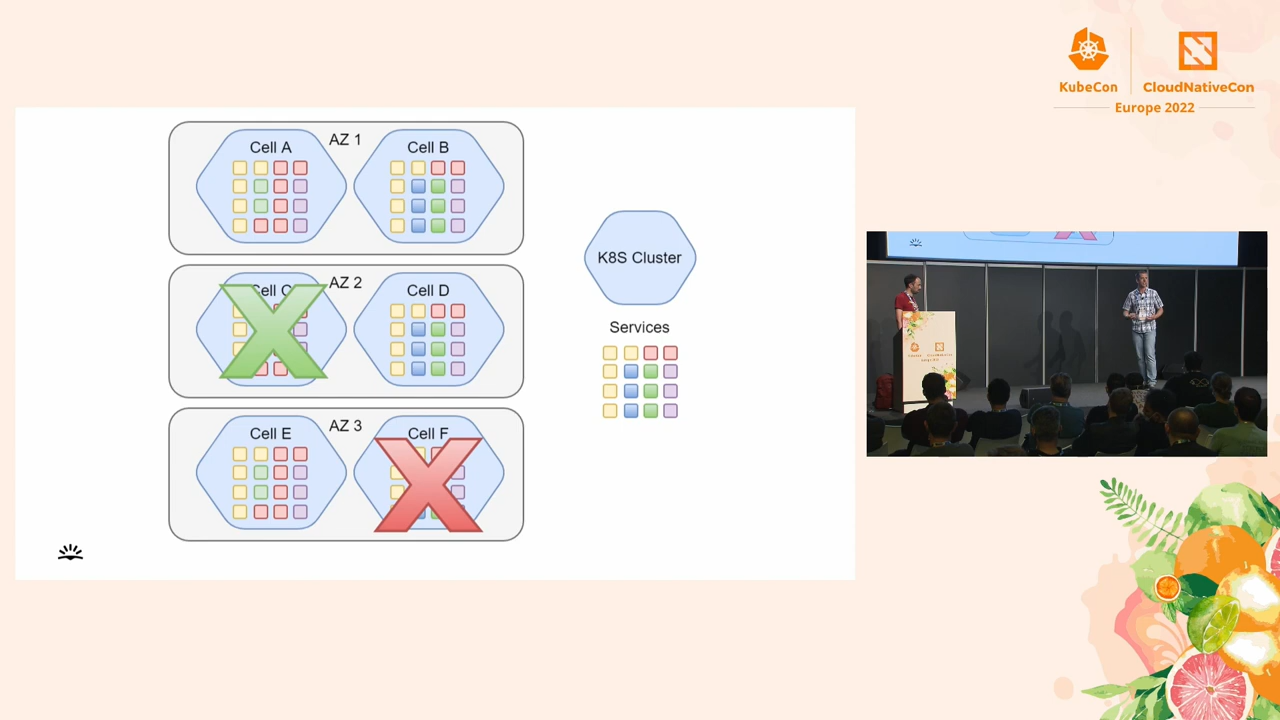 KubeCon
CloudNativeCon
Europe 2022
AZ 1
Cell A
Cell B
AZ 2
Cell D
AZ 3
Cell E
Cell F
K8S Cluster
Services